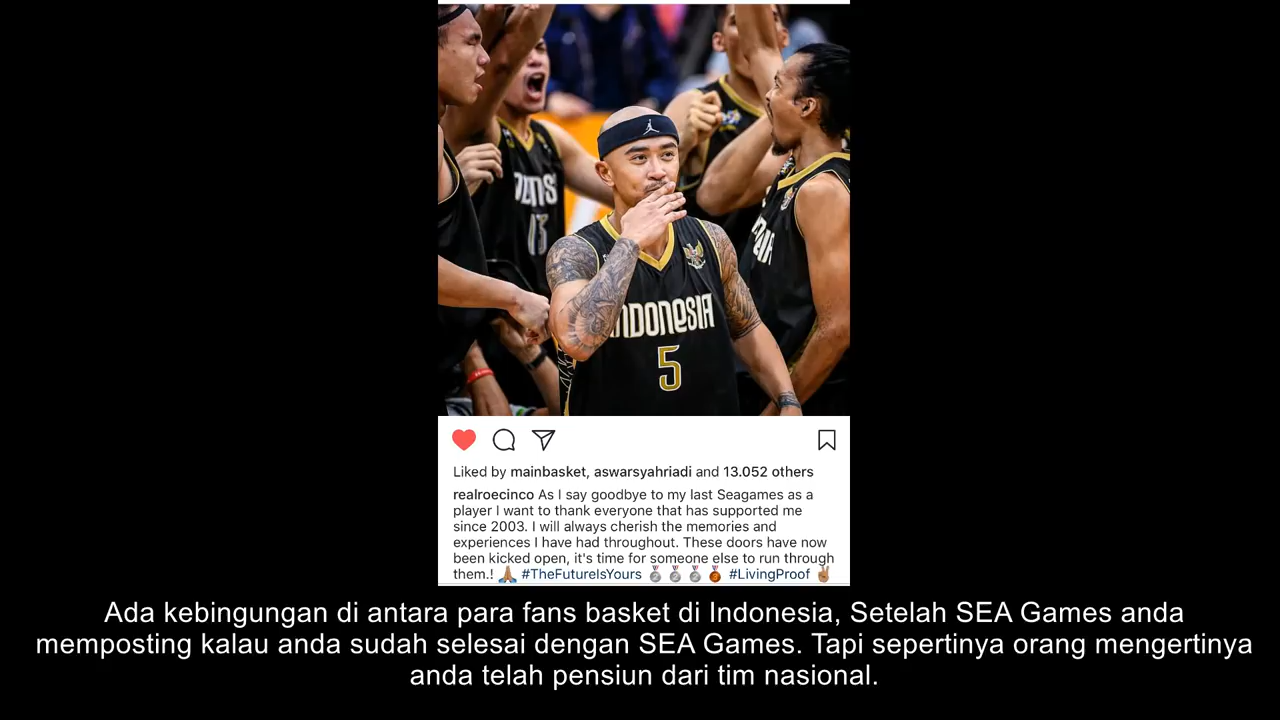 INDONESIA
5
Liked by mainbasket, aswarsyahriadi and 13.052 others
realroecinco As I say goodbye to my last Seagames as a
player I want to thank everyone that has supported me
since 2003. I will always cherish the memories and
experiences I have had throughout. These doors have now
been kicked open, it's time for someone else to run through
them.! 🙏🏽 #TheFutureIsYours 🥈🥈🥈🥉 #LivingProof ✌🏽
Ada kebingungan di antara para fans basket di Indonesia, Setelah SEA Games anda
memposting kalau anda sudah selesai dengan SEA Games. Tapi sepertinya orang mengertinya
anda telah pensiun dari tim nasional.